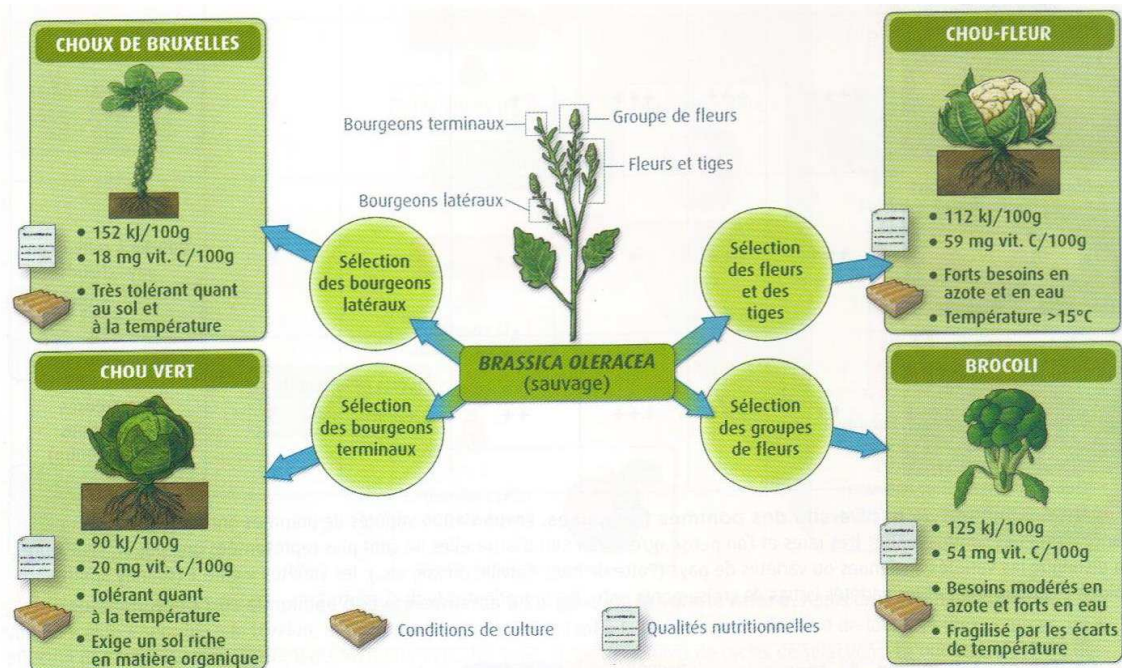 CHOUX DE BRUXELLES
• 152 kJ/100g
• 18 mg vit. C/100g
• Très tolérant quant
au sol et
à la température
CHOU VERT
• 90 kJ/100g
• 20 mg vit. C/100g
• Tolérant quant
à la température
• Exige un sol riche
en matière organique
Bourgeons terminaux
Groupe de fleurs
Fleurs et tiges
Bourgeons latéraux
Sélection
des bourgeons
latéraux
Sélection
des fleurs
et des
tiges
BRASSICA OLERACEA
(sauvage)
Sélection
des bourgeons
terminaux
Sélection
des groupes
de fleurs
Conditions de culture
Qualités nutritionnelles
CHOU-FLEUR
• 112 kJ/100g
• 59 mg vit. C/100g
• Forts besoins en
azote et en eau
• Température >15°C
BROCOLI
• 125 kJ/100g
• 54 mg vit. C/100g
• Besoins modérés en
azote et forts en eau
• Fragilisé par les écarts
de température